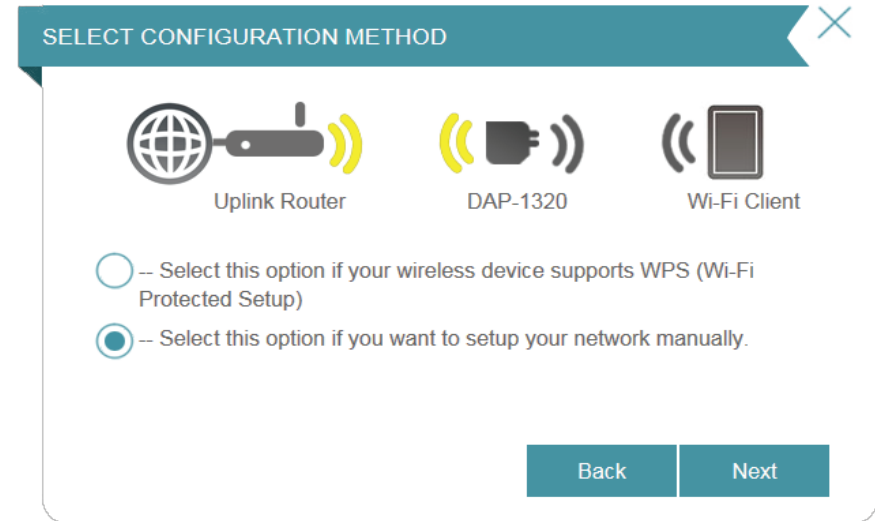 SELECT CONFIGURATION METHOD
Uplink Router
DAP-1320
Wi-Fi Client
-- Select this option if your wireless device supports WPS (Wi-Fi
Protected Setup)
-- Select this option if you want to setup your network manually.
Back
Next